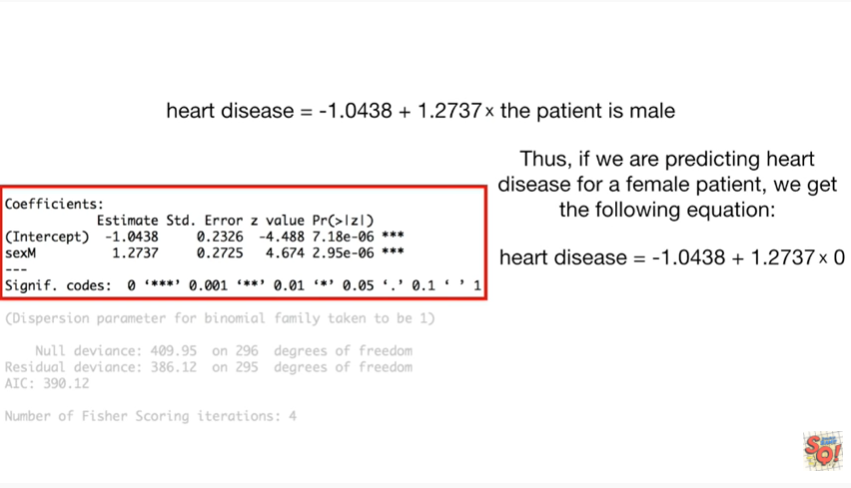 heart disease = -1.0438 + 1.2737 x the patient is male
Thus, if we are predicting heart
disease for a female patient, we get
the following equation:
heart disease = -1.0438 + 1.2737 x 0
Coefficients:
Estimate Std. Error z value Pr(>|z|)
(Intercept) -1.0438 0.2326 -4.488 7.18e-06 ***
sexM 1.2737 0.2725 4.674 2.95e-06 ***
---
Signif. codes: 0 ‘***’ 0.001 ‘**’ 0.01 ‘*’ 0.05 ‘.’ 0.1 ‘ ’ 1
(Dispersion parameter for binomial family taken to be 1)
Null deviance: 409.95 on 296 degrees of freedom
Residual deviance: 386.12 on 295 degrees of freedom
AIC: 390.12
Number of Fisher Scoring iterations: 4
SQ!